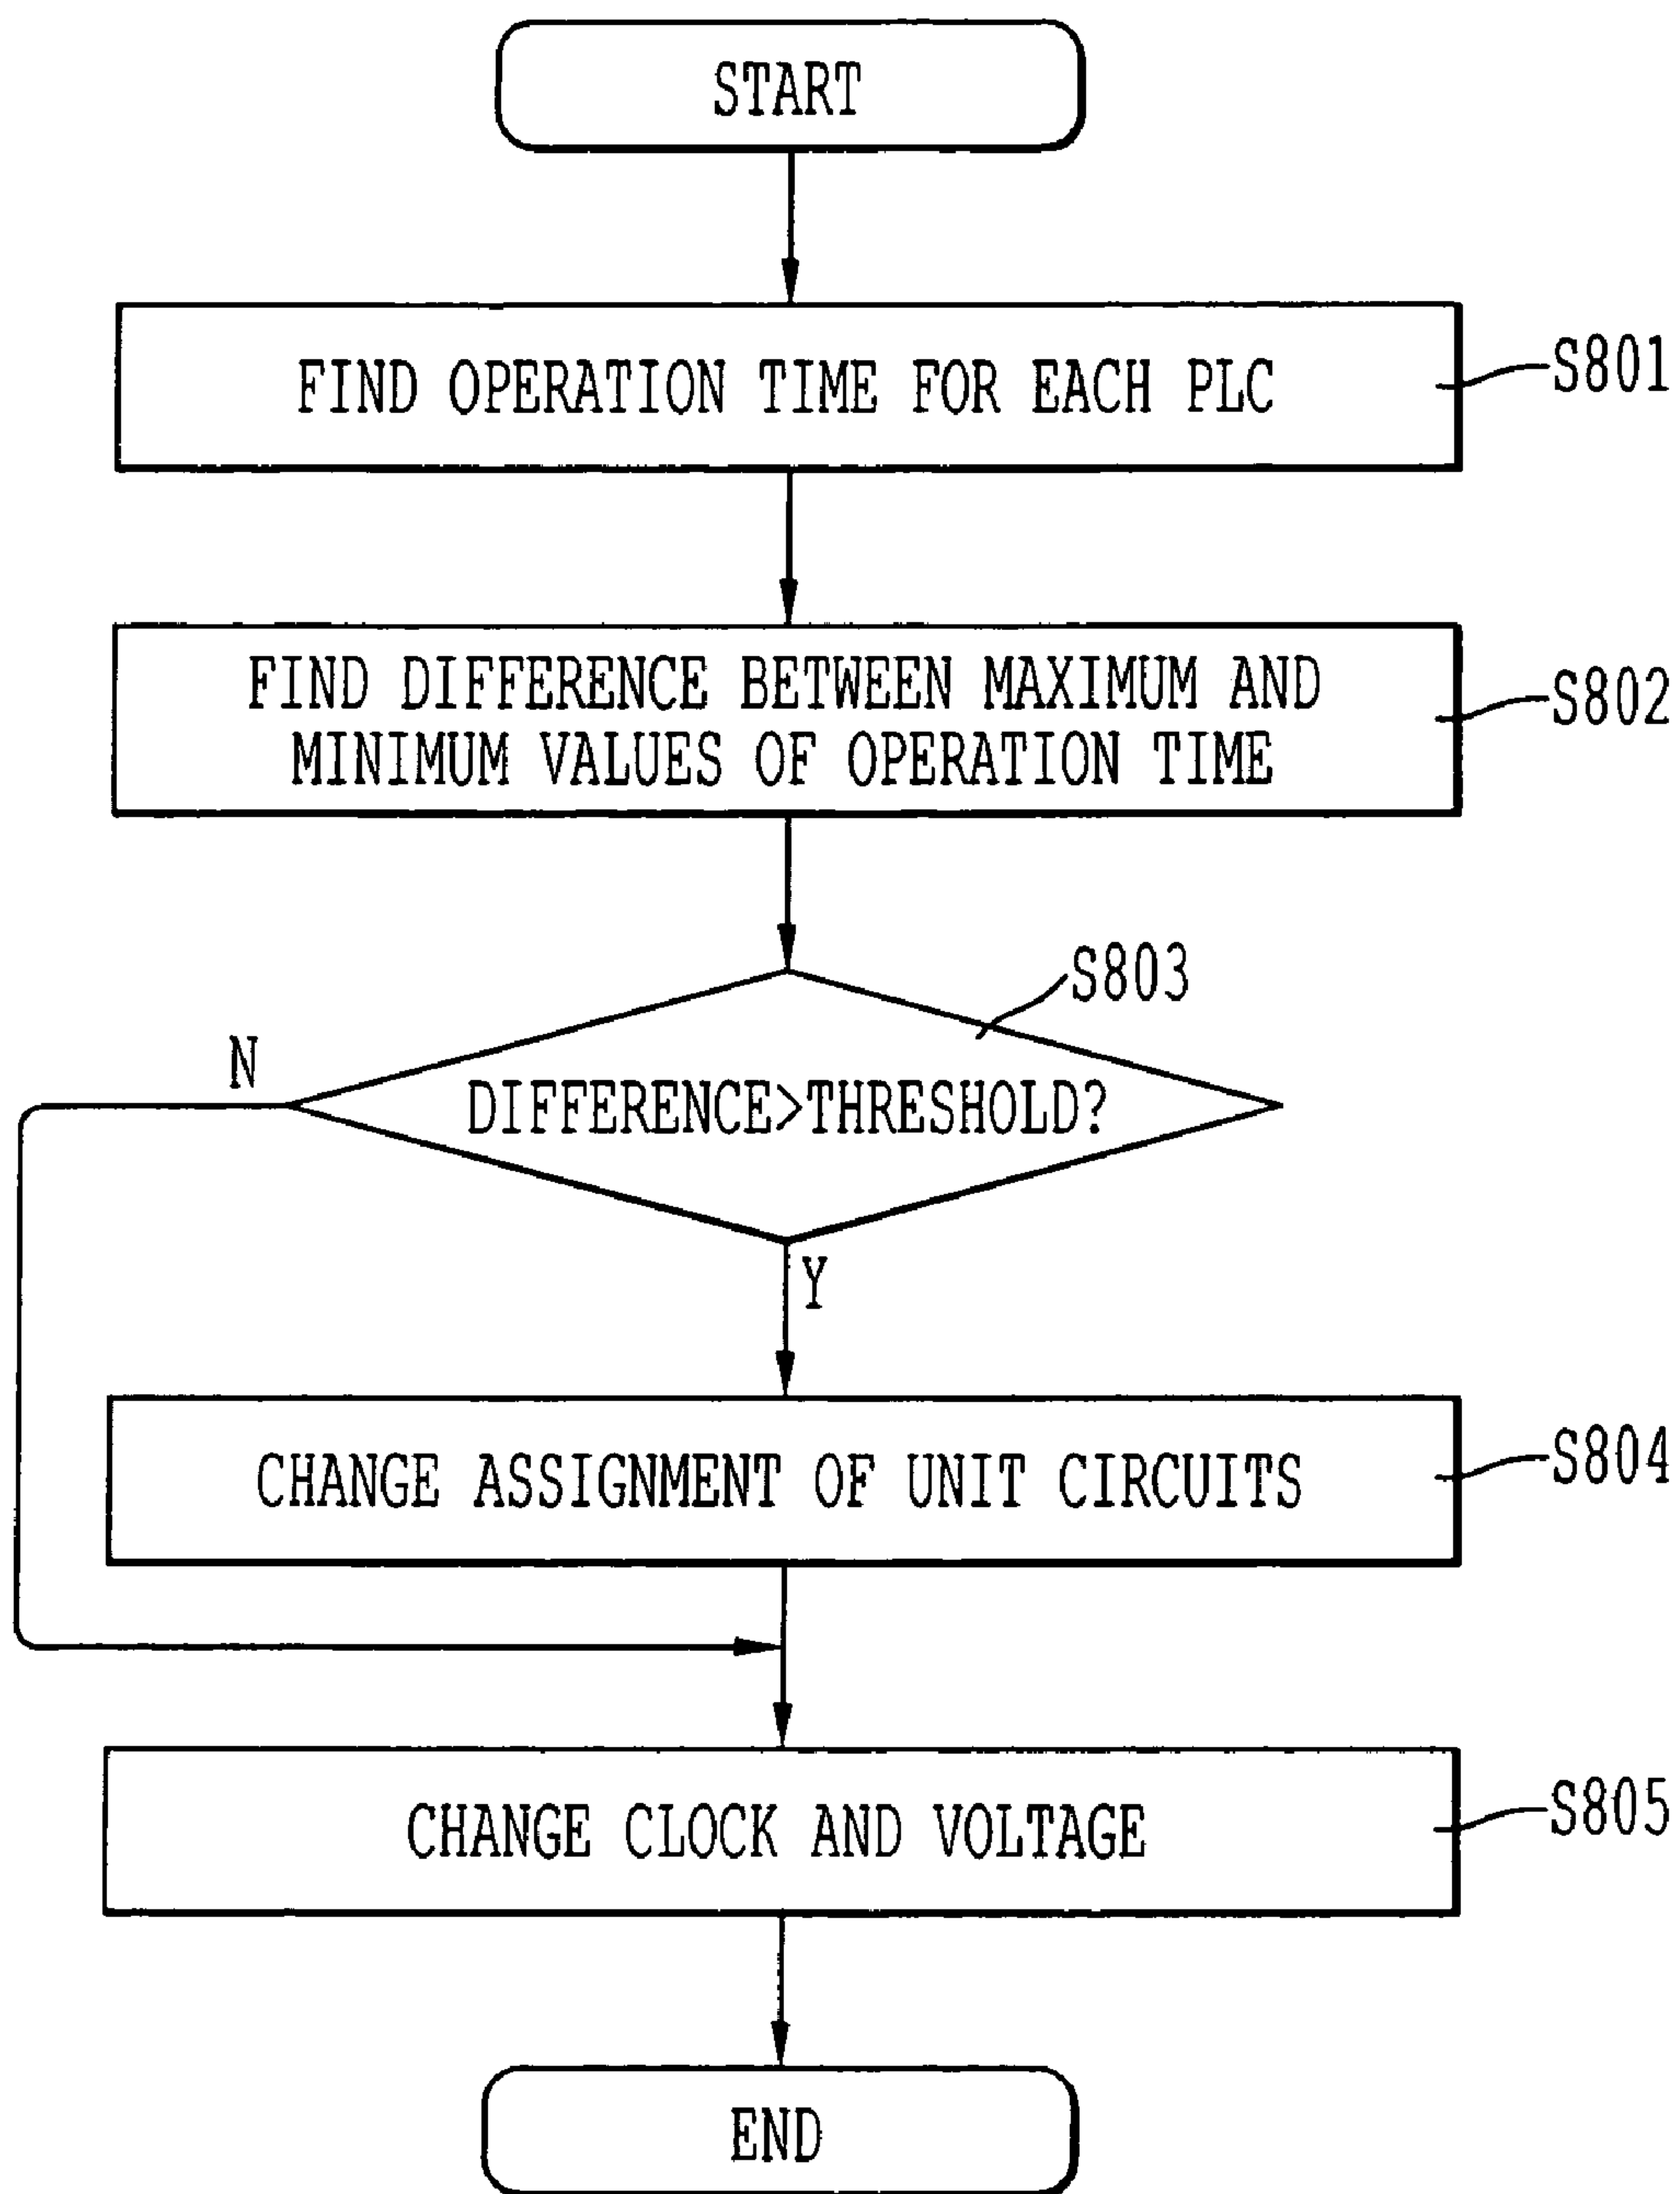 START
FIND OPERATION TIME FOR EACH PLC
S801
FIND DIFFERENCE BETWEEN MAXIMUM AND
MINIMUM VALUES OF OPERATION TIME
S802
S803
N
DIFFERENCE>THRESHOLD?
Y
CHANGE ASSIGNMENT OF UNIT CIRCUITS
S804
CHANGE CLOCK AND VOLTAGE
S805
END